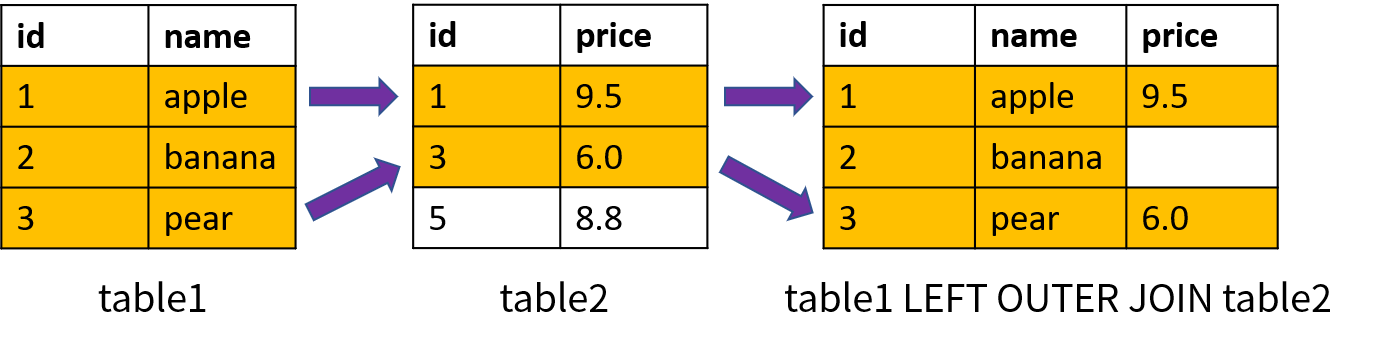 id name
1 apple
2 banana
3 pear
table1
id price
1 9.5
3 6.0
5 8.8
table2
id name price
1 apple 9.5
2 banana
3 pear 6.0
table1 LEFT OUTER JOIN table2